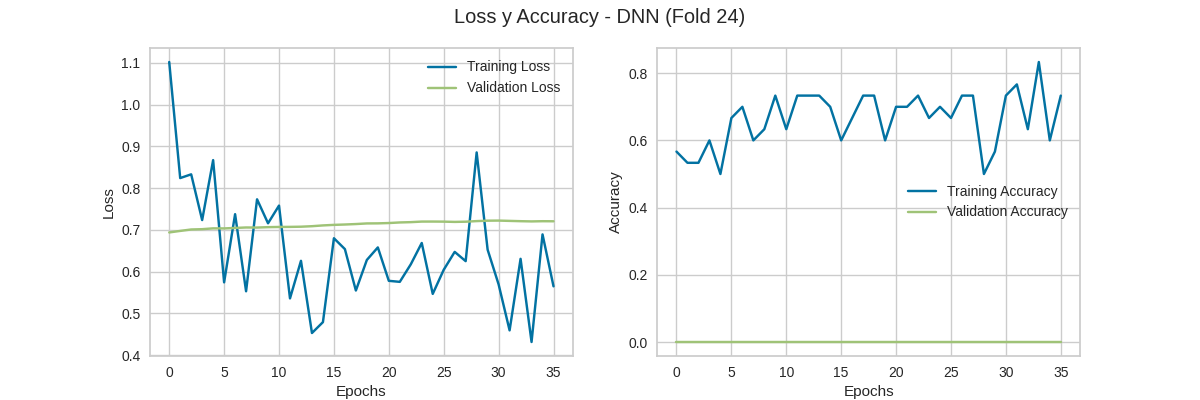 Loss y Accuracy - DNN (Fold 24)
1.1
1.0
0.9
0.8
0.7
0.6
0.5
0.4
Loss
Training Loss
Validation Loss
0 5 10 15 20 25 30 35
Epochs
0.8
0.6
0.4
0.2
0.0
Accuracy
Training Accuracy
Validation Accuracy
0 5 10 15 20 25 30 35
Epochs